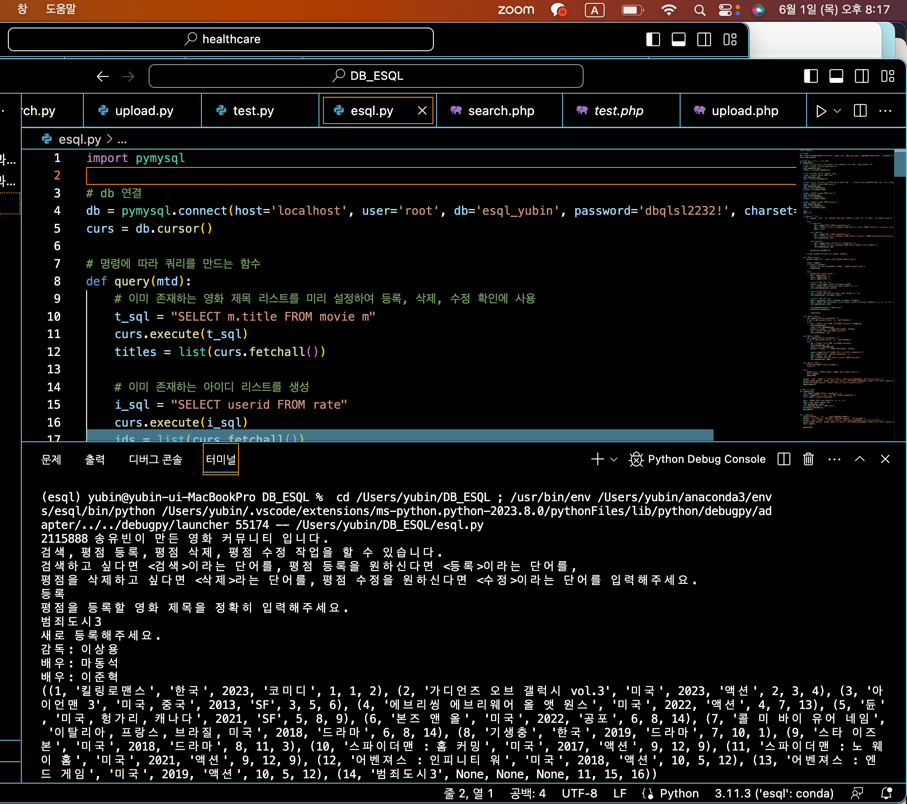 창 도움말 zoom A 6월 1일 (목) 오후 8:17
healthcare
DB_ESQL
rch.py upload.py test.py esql.py search.php test.php upload.php
esql.py > ...
1 import pymysql
2
3 # db 연결
4 db = pymysql.connect(host='localhost', user='root', db='esql_yubin', password='dbqlsl2232!', charset=
5 curs = db.cursor()
6
7 # 명령에 따라 쿼리를 만드는 함수
8 def query(mtd):
9 # 이미 존재하는 영화 제목 리스트를 미리 설정하여 등록, 삭제, 수정 확인에 사용
10 t_sql = "SELECT m.title FROM movie m"
11 curs.execute(t_sql)
12 titles = list(curs.fetchall())
13
14 # 이미 존재하는 아이디 리스트를 생성
15 i_sql = "SELECT userid FROM rate"
16 curs.execute(i_sql)
17 ids = list(curs.fetchall())
문제 출력 디버그 콘솔 터미널 Python Debug Console
(esql) yubin@yubin-ui-MacBookPro DB_ESQL % cd /Users/yubin/DB_ESQL ; /usr/bin/env /Users/yubin/anaconda3/env
s/esql/bin/python /Users/yubin/.vscode/extensions/ms-python.python-2023.8.0/pythonFiles/lib/python/debugpy/ad
apter/../../debugpy/launcher 55174 -- /Users/yubin/DB_ESQL/esql.py
2115888 송유빈이 만든 영화 커뮤니티 입니다.
검색, 평점 등록, 평점 삭제, 평점 수정 작업을 할 수 있습니다.
검색하고 싶다면 <검색>이라는 단어를, 평점 등록을 원하신다면 <등록>이라는 단어를,
평점을 삭제하고 싶다면 <삭제>라는 단어를, 평점 수정을 원하신다면 <수정>이라는 단어를 입력해주세요.
등록
평점을 등록할 영화 제목을 정확히 입력해주세요.
범죄도시3
새로 등록해주세요.
감독: 이상용
배우: 마동석
배우: 이준혁
((1, '킬링로맨스', '한국', 2023, '코미디', 1, 1, 2), (2, '가디언즈 오브 갤럭시 vol.3', '미국', 2023, '액션', 2, 3, 4), (3, '아
이언맨 3', '미국, 중국', 2013, 'SF', 3, 5, 6), (4, '에브리씽 에브리웨어 올 앳 원스', '미국', 2022, '액션', 4, 7, 13), (5, '듄',
'미국, 헝가리, 캐나다', 2021, 'SF', 5, 8, 9), (6, '본즈 앤 올', '미국', 2022, '공포', 6, 8, 14), (7, '콜 미 바이 유어 네임',
'이탈리아, 프랑스, 브라질, 미국', 2018, '드라마', 6, 8, 14), (8, '기생충', '한국', 2019, '드라마', 7, 10, 1), (9, '스타 이즈
본', '미국', 2018, '드라마', 8, 11, 3), (10, '스파이더맨 : 홈 커밍', '미국', 2017, '액션', 9, 12, 9), (11, '스파이더맨 : 노 웨
이 홈', '미국', 2021, '액션', 9, 12, 9), (12, '어벤져스 : 인피니티 워', '미국', 2018, '액션', 10, 5, 12), (13, '어벤져스 : 엔
드 게임', '미국', 2019, '액션', 10, 5, 12), (14, '범죄도시3', None, None, None, 11, 15, 16))
줄 2, 열 1 공백: 4 UTF-8 LF Python 3.11.3 ('esql': conda)